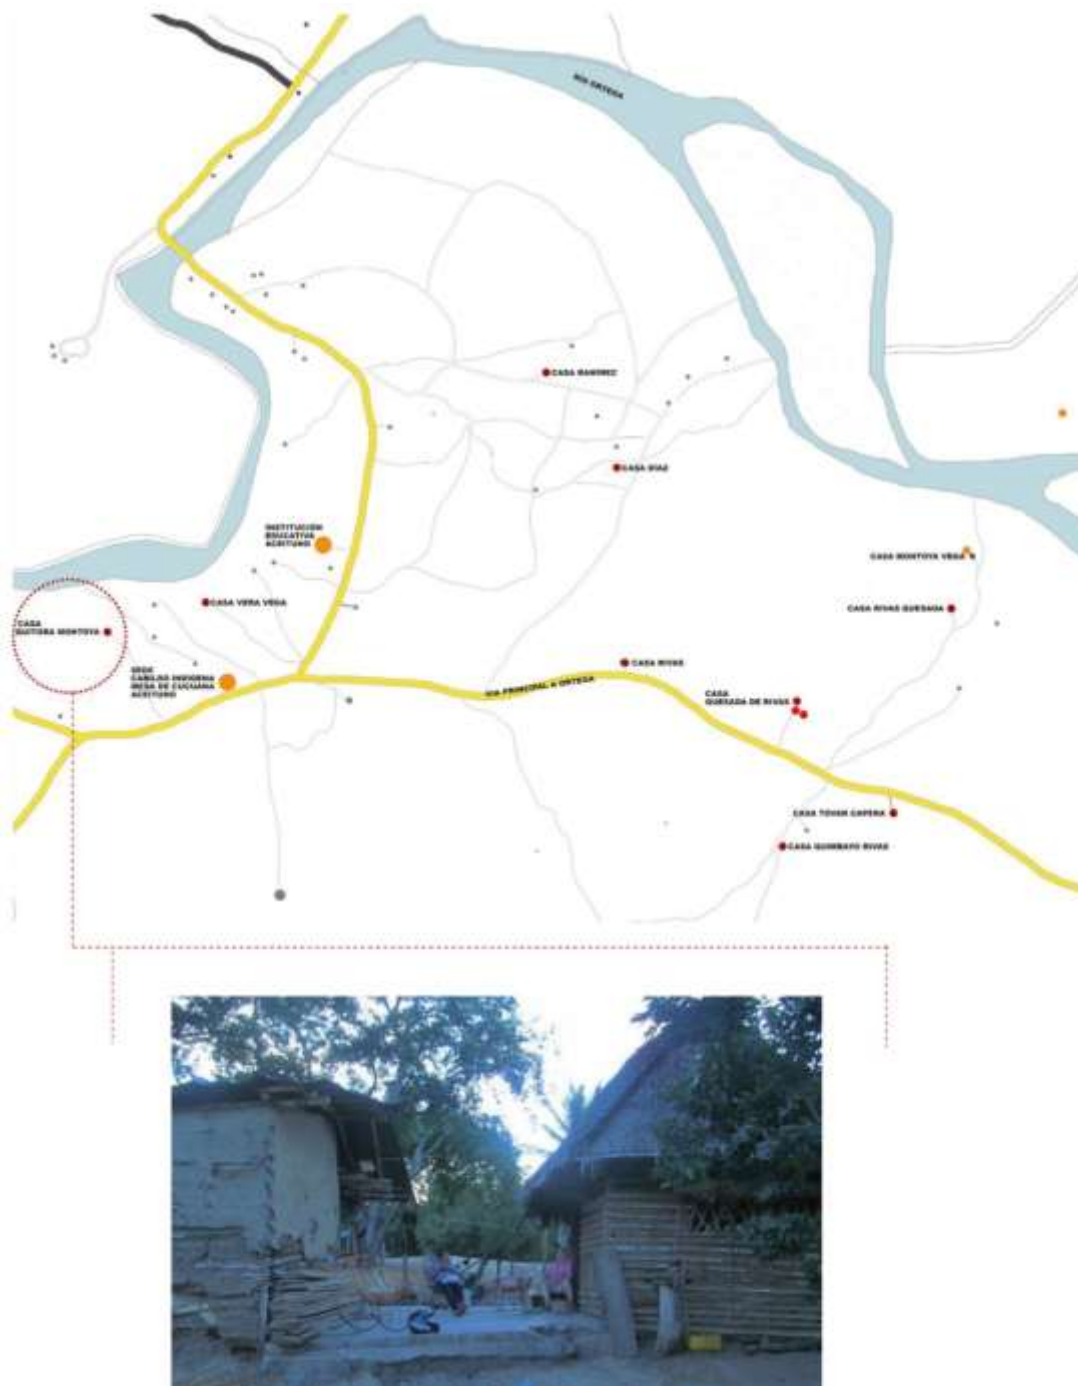 RIO ORTEGA
CASA RAMIREZ
CASA DIAZ
INSTITUCION
EDUCATIVA
ACEITUNO
CASA MONTOYA VEGA
CASA VERA VEGA
CASA RIVAS QUESADA
CASA
MONTOYA
CASA RIVAS
SEDE
CABILDO INDIGENA
MESA DE CUCUANA
ACEITUNO
VIA PRINCIPAL A ORTEGA
CASA
QUESADA DE RIVAS
CASA TOVAR CAPERA
CASA QUIMBAYO RIVAS